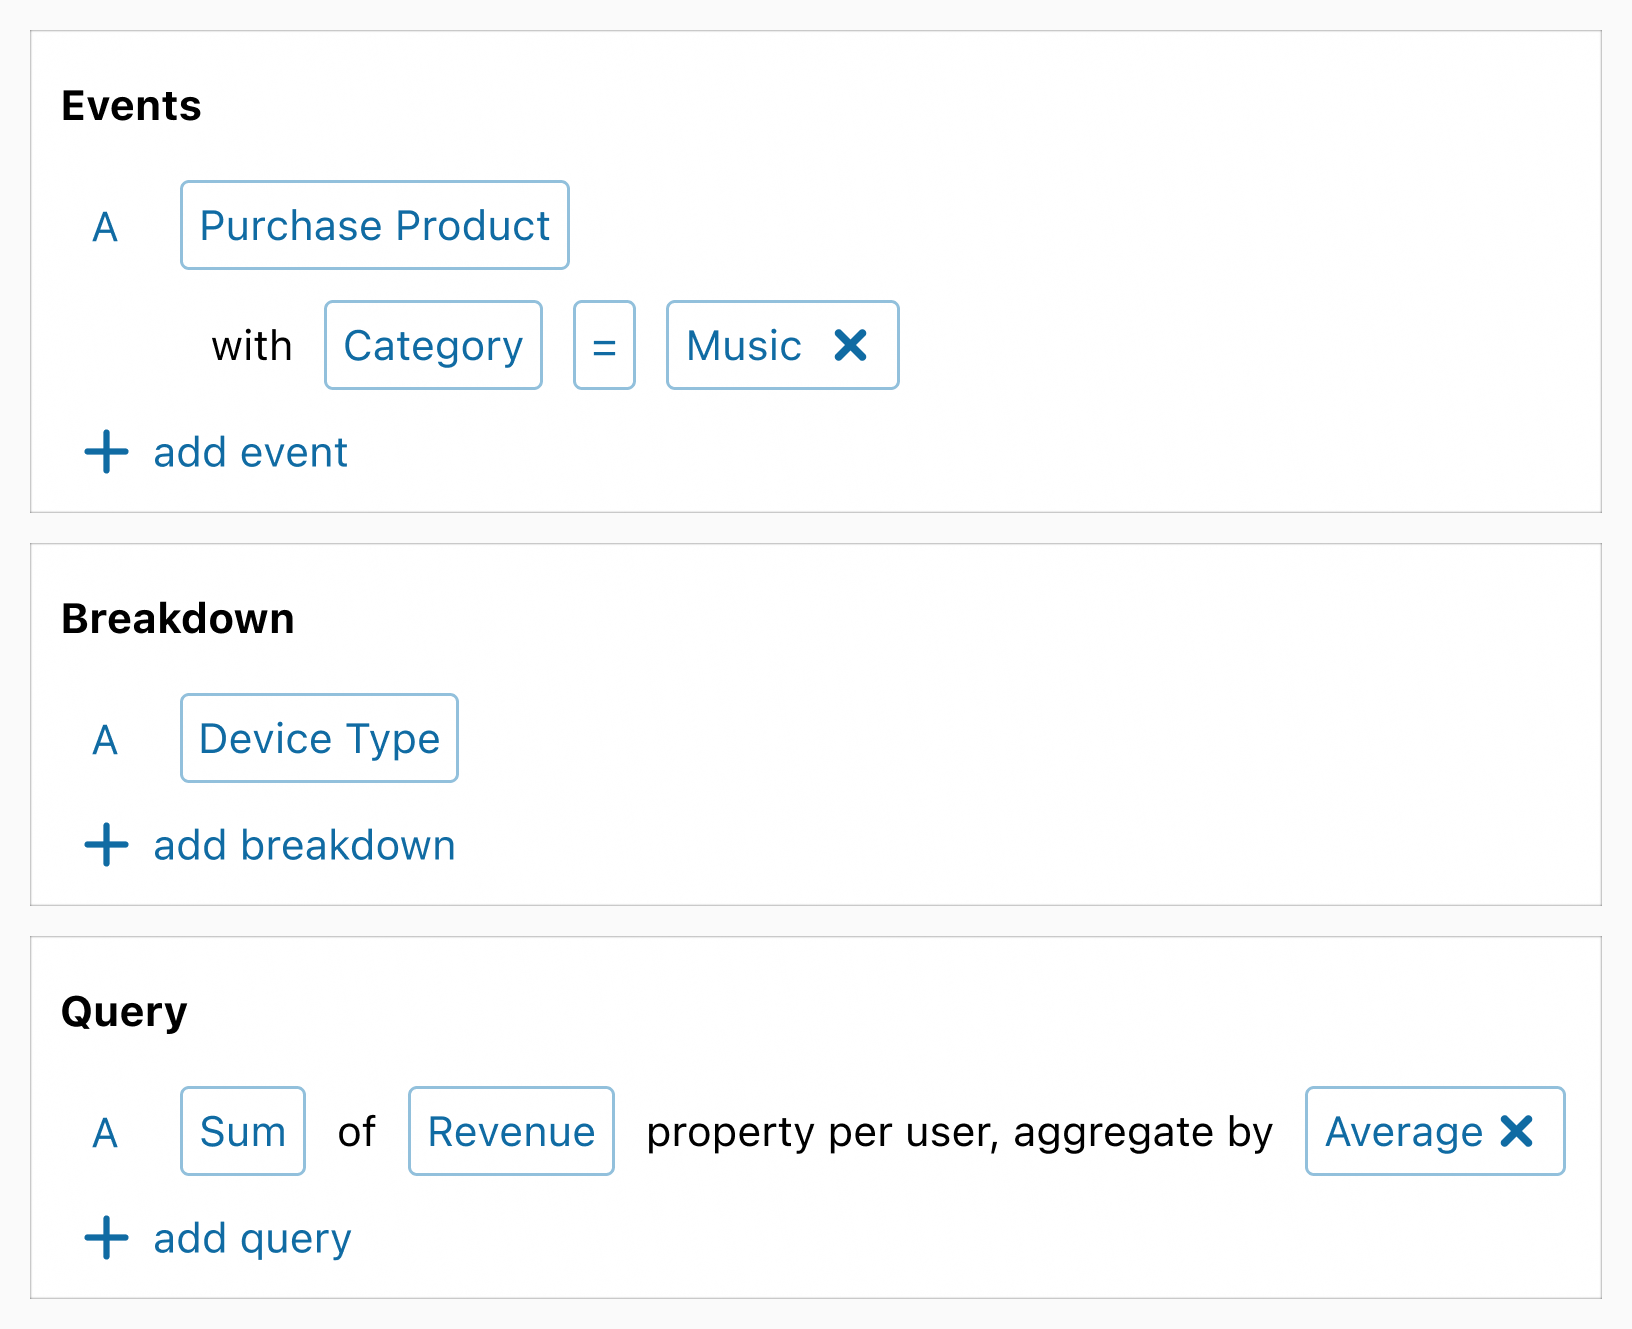 Events
A Purchase Product
with Category = Music ✕
+ add event
Breakdown
A Device Type
+ add breakdown
Query
A Sum of Revenue property per user, aggregate by Average ✕
+ add query